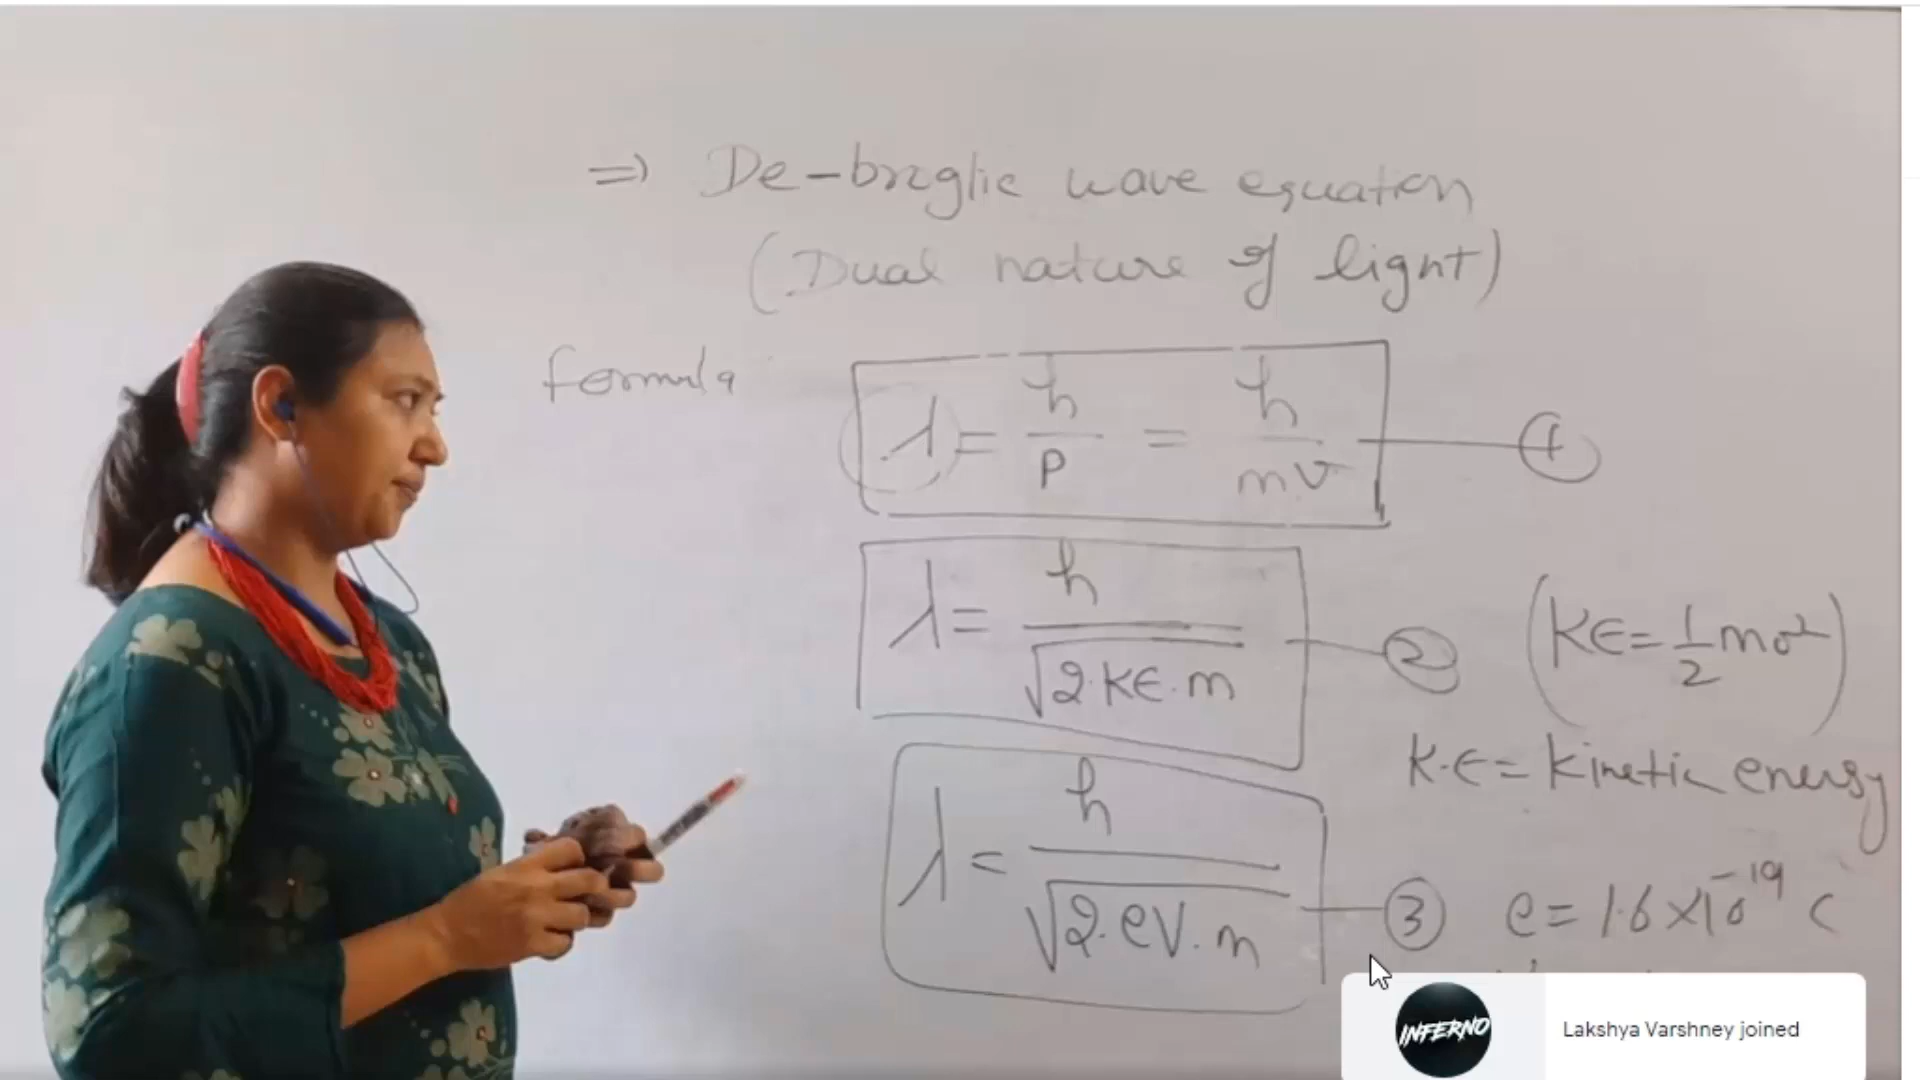 => De-broglie wave equation
(Dual nature of light)
formula
λ = h/p = h/mv — ①
λ = h/√2·KE·m — ② (KE = 1/2 mv²)
K·E = kinetic energy
λ = h/√2·eV·m — ③ e = 1.6×10⁻¹⁹ C
INFERNO
Lakshya Varshney joined